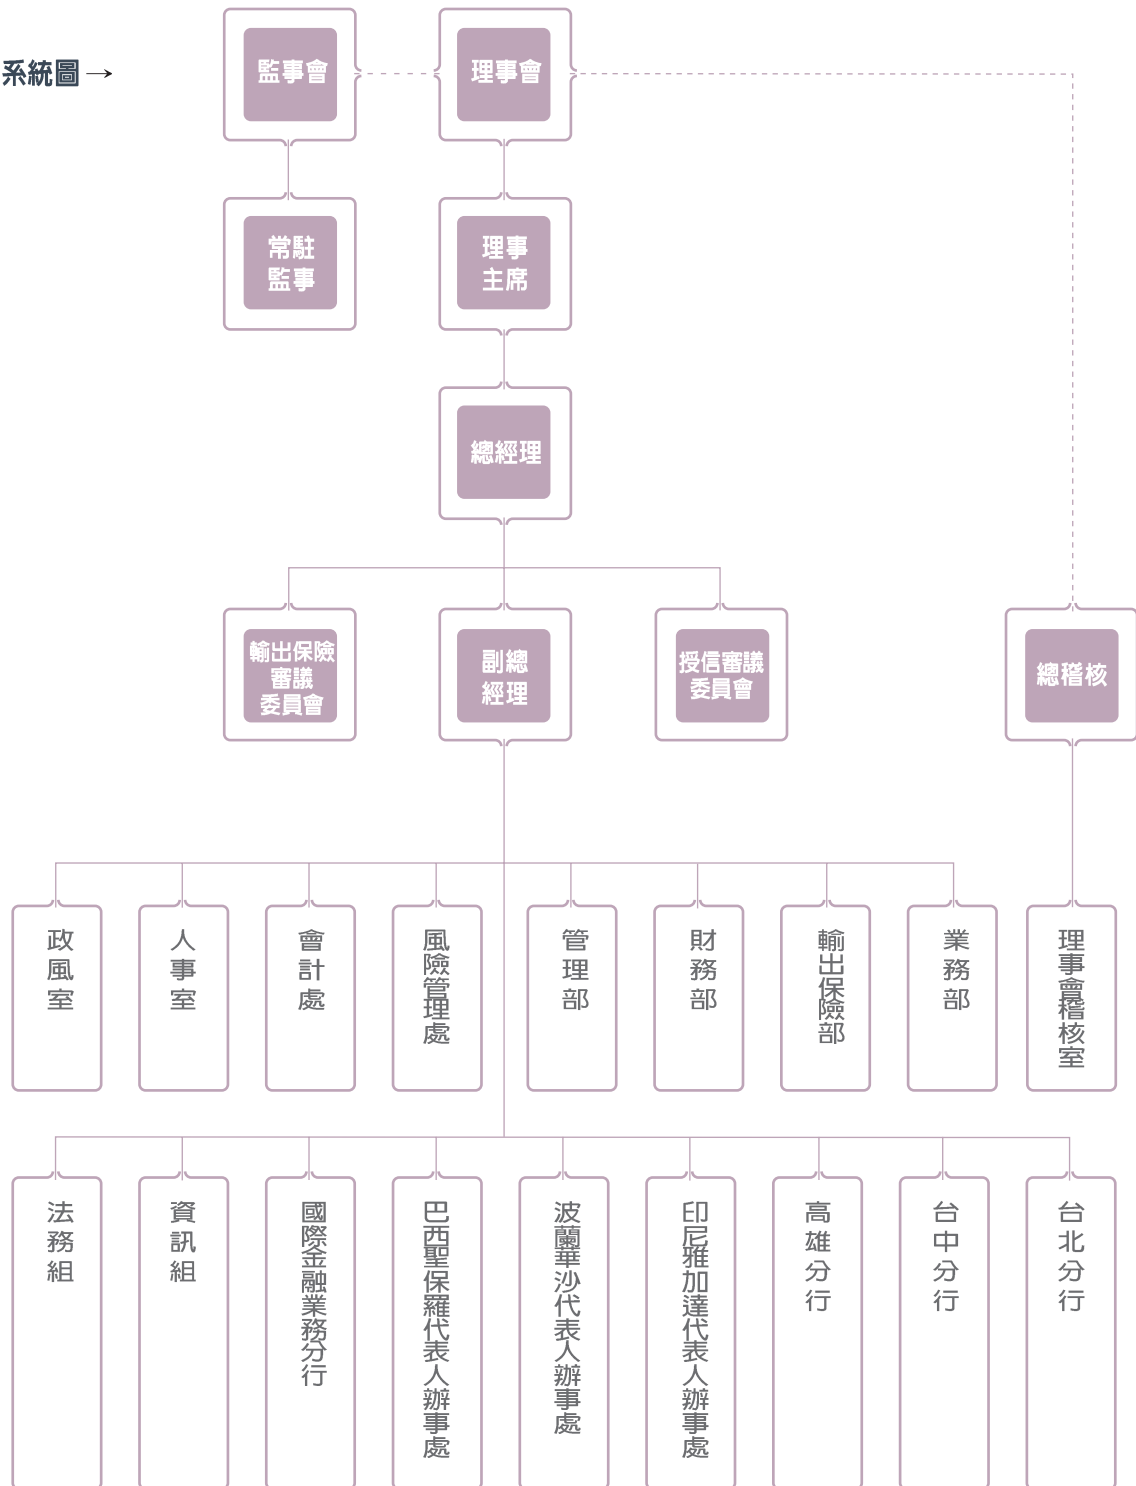 系統圖→
監事會
理事會
常駐
監事
理事
主席
總經理
輸出保險
審議
委員會
副總
經理
授信審議
委員會
總稽核
政風室
人事室
會計處
風險管理處
管理部
財務部
輸出保險部
業務部
理事會稽核室
法務組
資訊組
國際金融業務分行
巴西聖保羅代表人辦事處
波蘭華沙代表人辦事處
印尼雅加達代表人辦事處
高雄分行
台中分行
台北分行